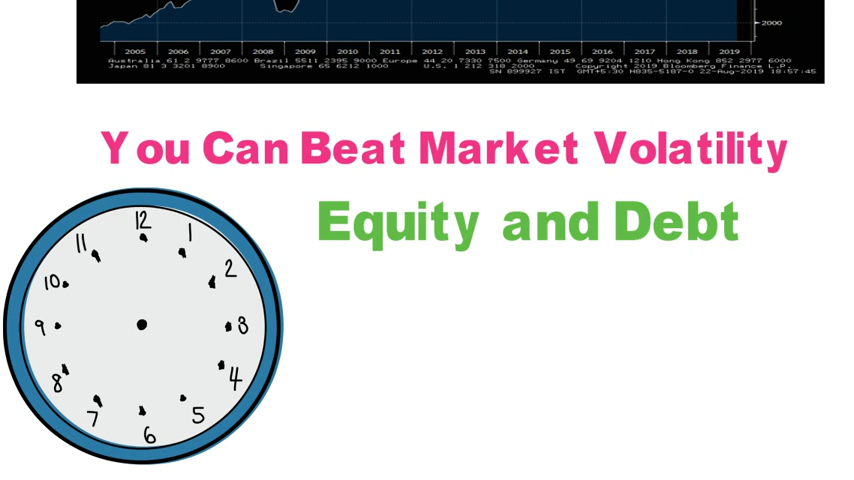 2000
2005 2006 2007 2008 2009 2010 2011 2012 2013 2014 2015 2016 2017 2018 2019
Australia 61 2 9777 8600 Brazil 5511 2395 9000 Europe 44 20 7330 7500 Germany 49 69 9204 1210 Hong Kong 852 2977 6000
Japan 81 3 3201 8900 Singapore 65 6212 1000 U.S. 1 212 318 2000 Copyright 2019 Bloomberg Finance L.P.
SN 899927 IST GMT+5:30 H835-5187-0 22-Aug-2019 18:57:45
You Can Beat Market Volatility
Equity and Debt
12
11 1
10 2
9 3
8 4
7 5
6